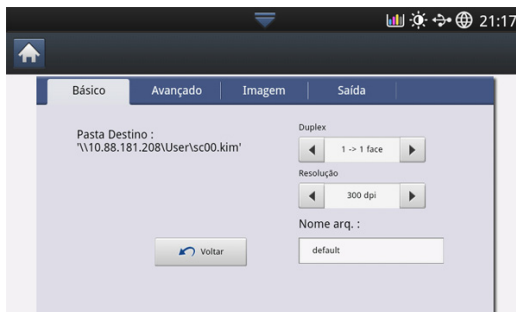 21:17
Básico
Avançado
Imagem
Saída
Pasta Destino :
'\\10.88.181.208\User\sc00.kim'
Duplex
1 -> 1 face
Resolução
300 dpi
Nome arq. :
default
Voltar